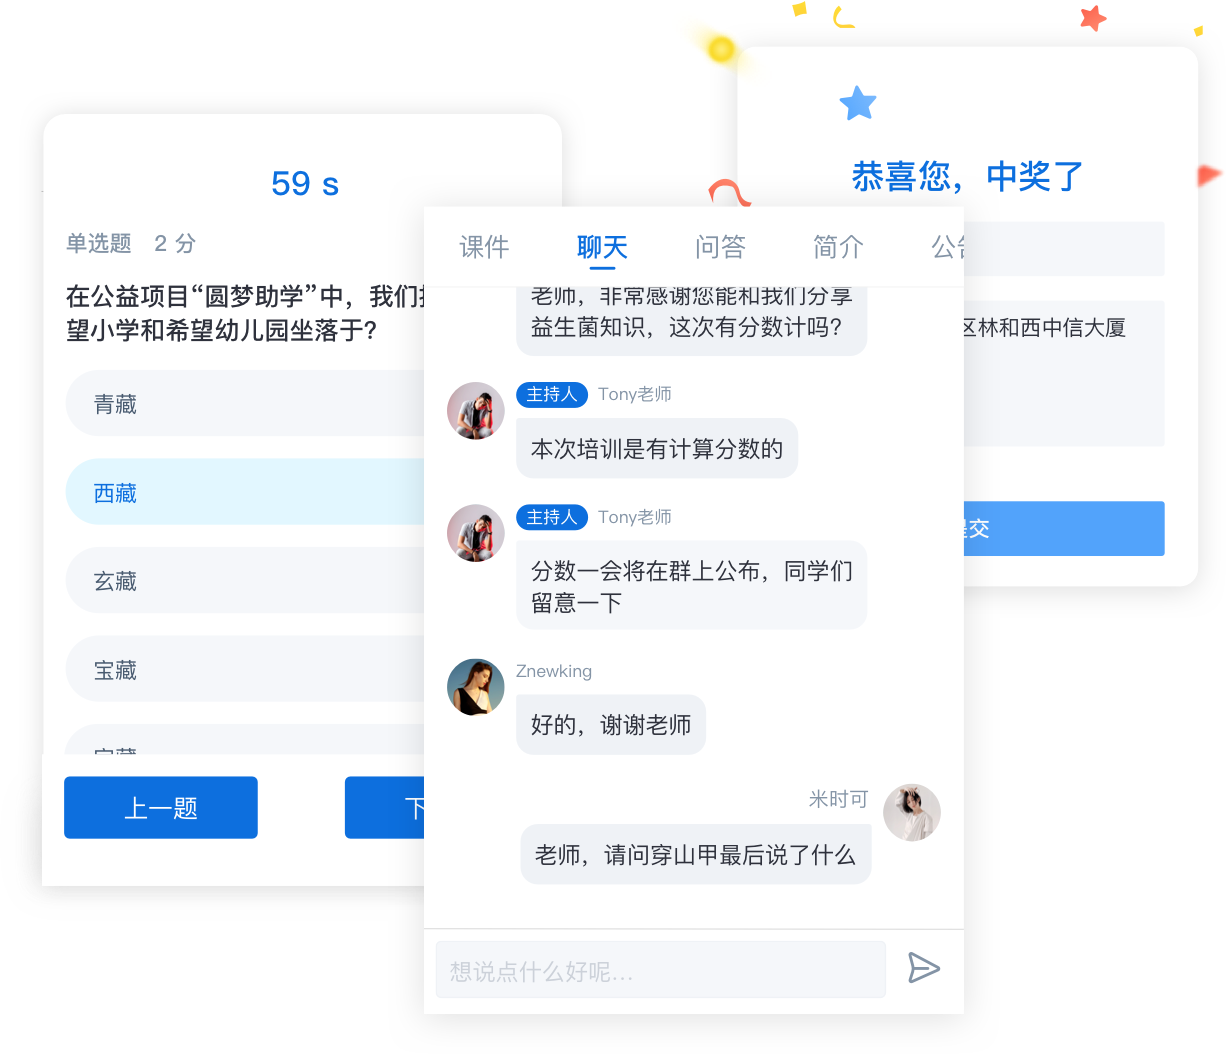 59 s
单选题 2 分
在公益项目“圆梦助学”中，我们
望小学和希望幼儿园坐落于?
青藏
西藏
玄藏
宝藏
上一题
下
课件 聊天 问答 简介 公告
老师，非常感谢您能和我们分享
益生菌知识，这次有分数计吗?
主持人 Tony老师
本次培训是有计算分数的
主持人 Tony老师
分数一会将在群上公布，同学们
留意一下
Znewking
好的，谢谢老师
米时可
老师，请问穿山甲最后说了什么
想说点什么好呢...
恭喜您，中奖了
区林和西中信大厦
提交